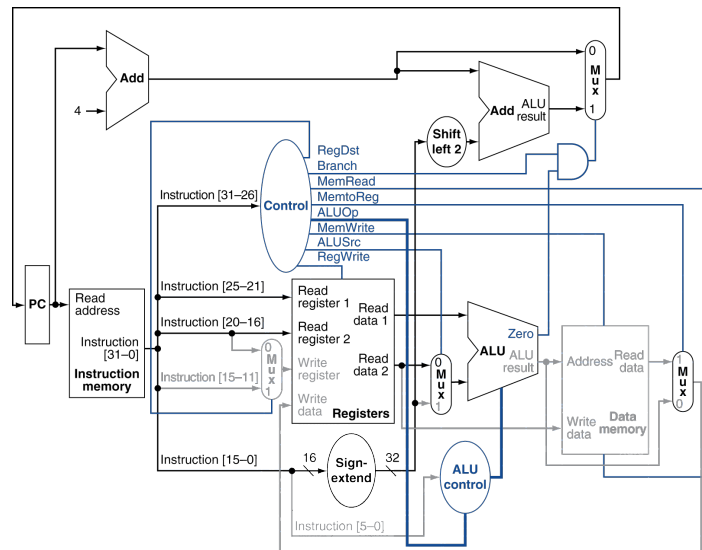 0
M
u
x
1
Add
4
Add
ALU
result
Shift
left 2
RegDst
Branch
MemRead
MemtoReg
ALUOp
MemWrite
ALUSrc
RegWrite
Control
Instruction [31–26]
Instruction [25–21]
Instruction [20–16]
Instruction [15–11]
Instruction [15–0]
Instruction [5–0]
PC
Read
address
Instruction
[31–0]
Instruction
memory
0
M
u
x
1
Read
register 1
Read
register 2
Write
register
Write
data
Read
data 1
Read
data 2
Registers
0
M
u
x
1
Zero
ALU
ALU
result
Address
Read
data
Write
data
Data
memory
1
M
u
x
0
16
Sign-
extend
32
ALU
control